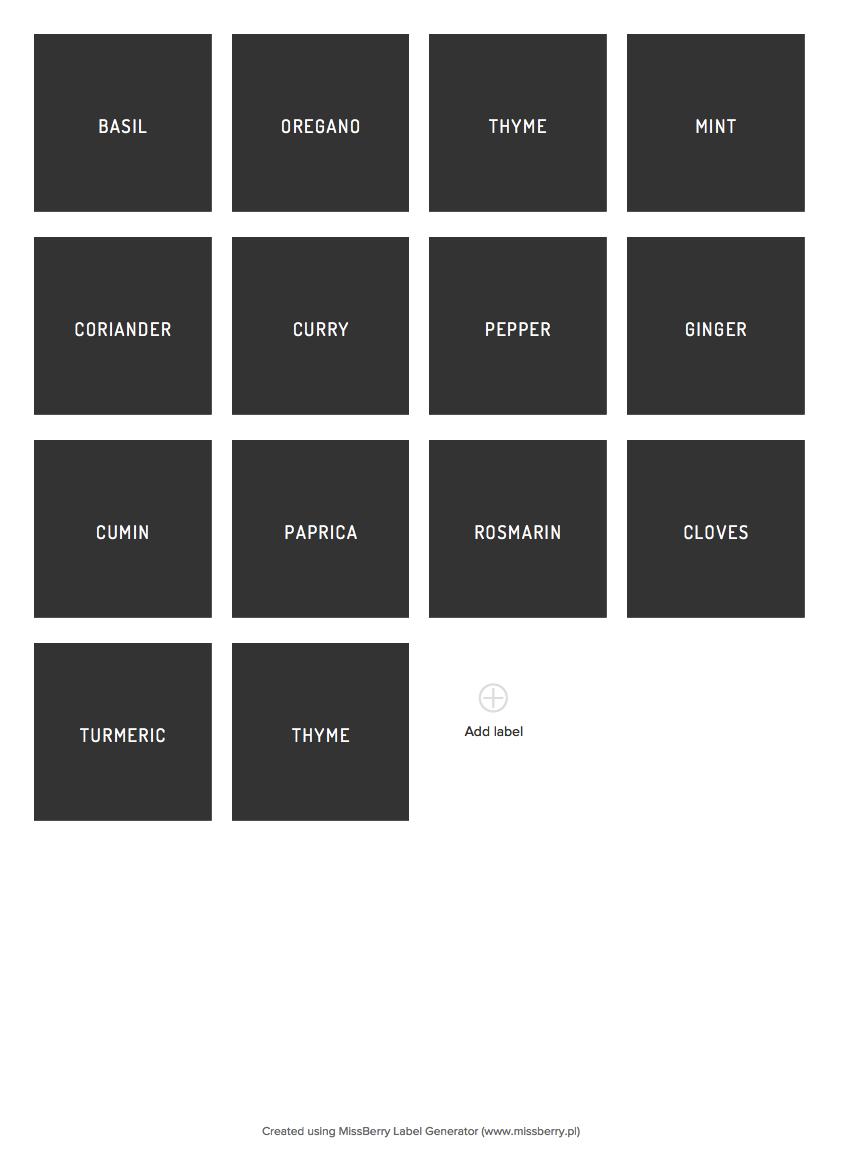 BASIL
OREGANO
THYME
MINT
CORIANDER
CURRY
PEPPER
GINGER
CUMIN
PAPRICA
ROSMARIN
CLOVES
TURMERIC
THYME
Add label
Created using MissBerry Label Generator (www.missberry.pl)